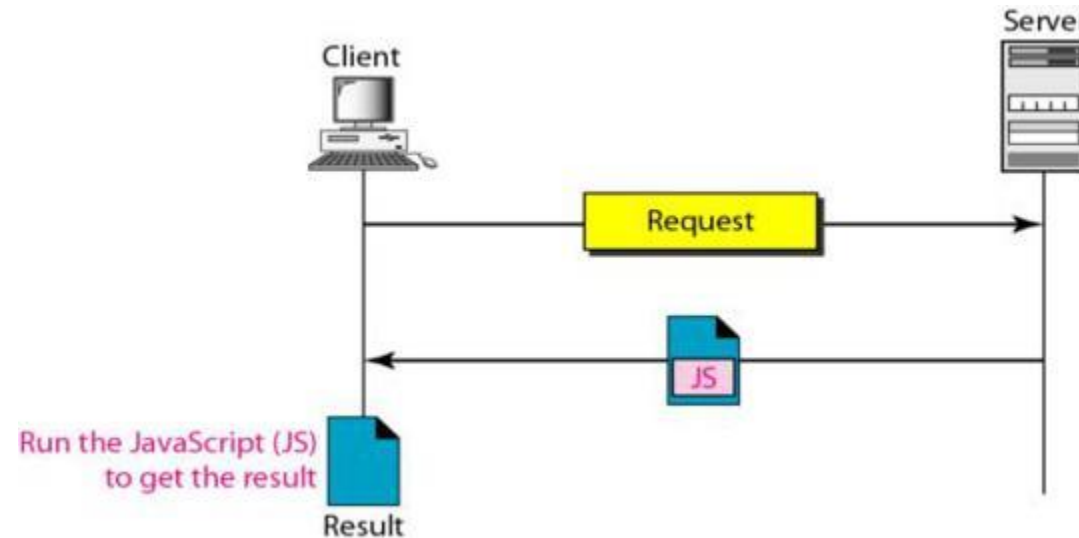 Serve
Client
Request
JS
Run the JavaScript (JS)
to get the result
Result